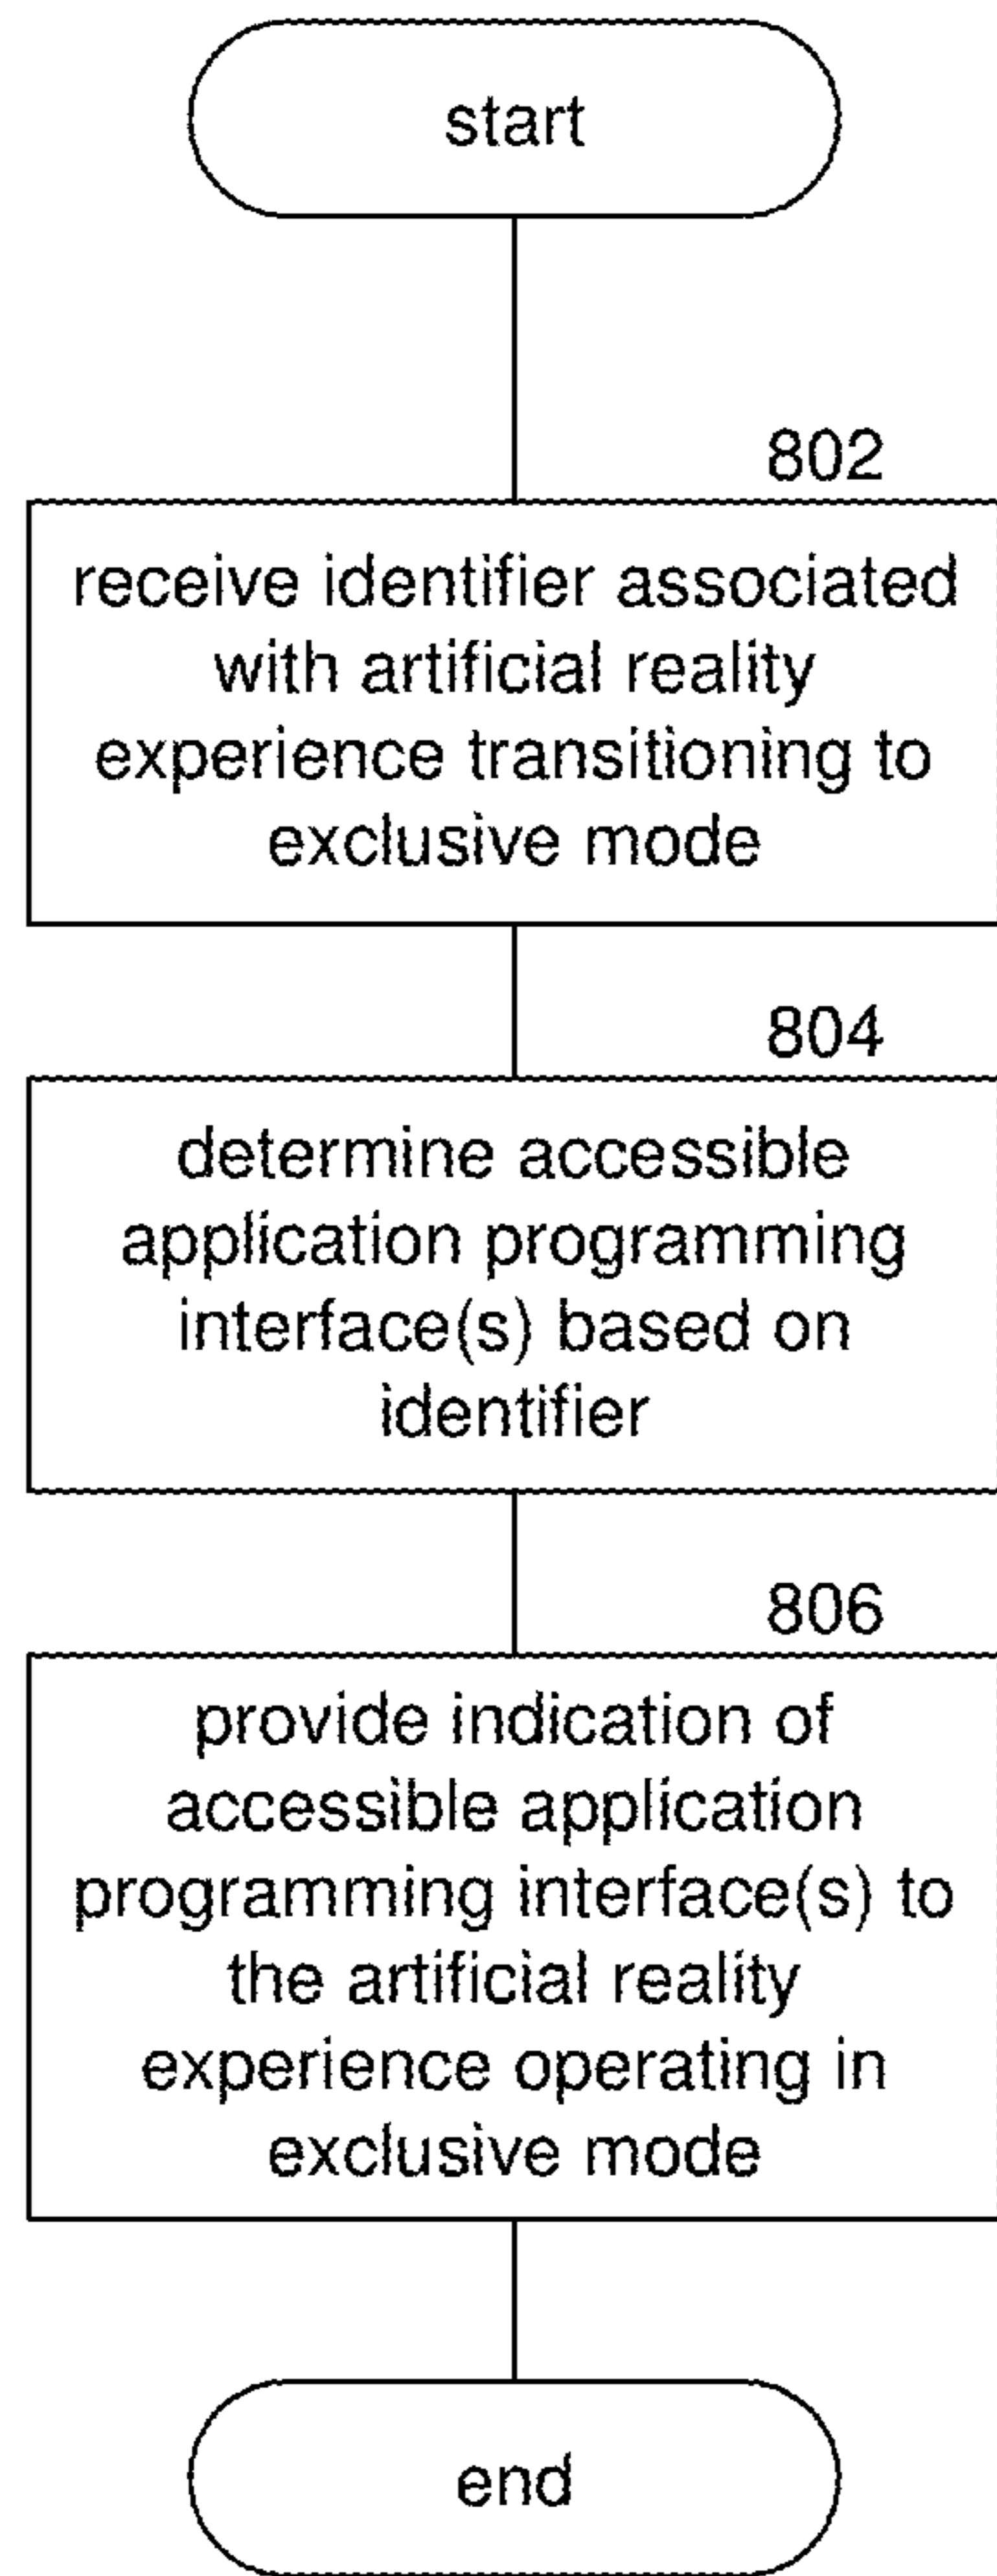 start
802
receive identifier associated
with artificial reality
experience transitioning to
exclusive mode
804
determine accessible
application programming
interface(s) based on
identifier
806
provide indication of
accessible application
programming interface(s) to
the artificial reality
experience operating in
exclusive mode
end